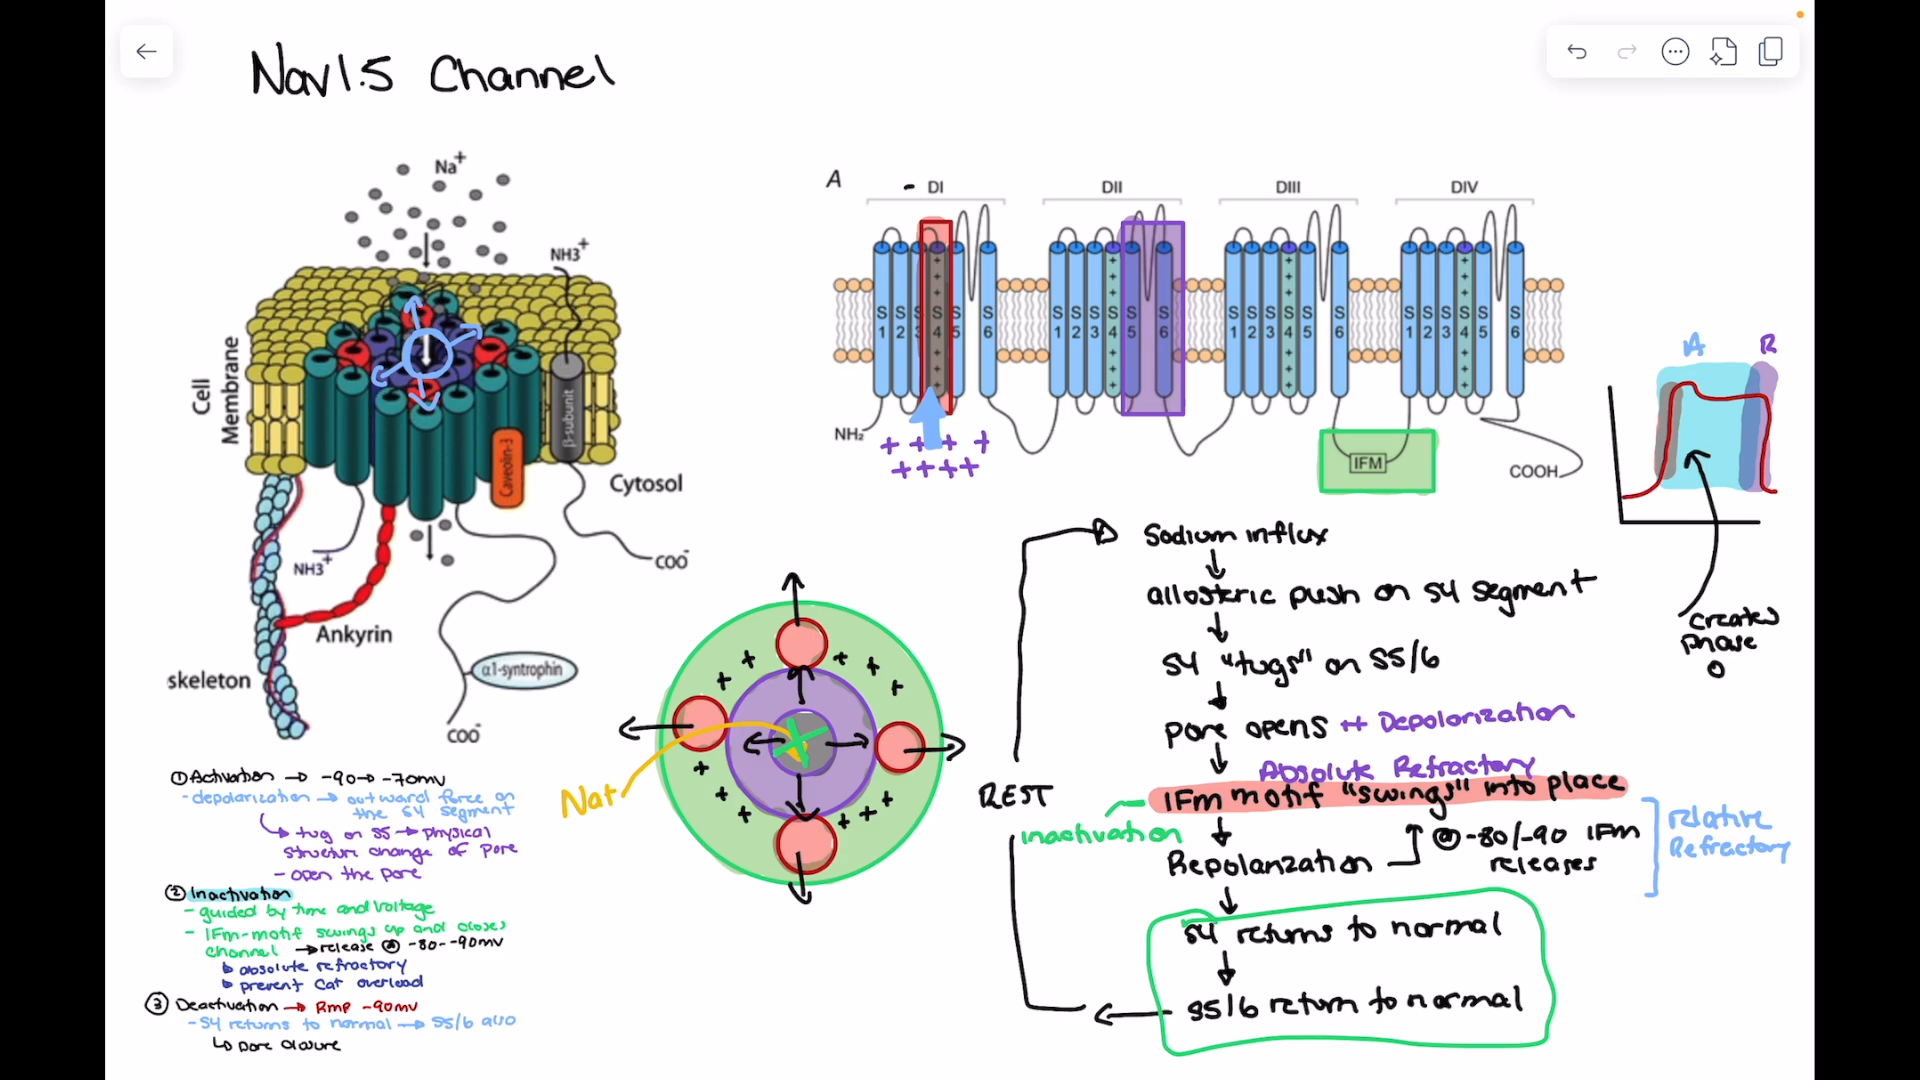 Nav1.5 Channel
Na+
NH3+
Cell
Membrane
β-subunit
Caveolin-3
Cytosol
NH3+
COO-
Ankyrin
α1-syntrophin
skeleton
COO-
A
- DI
DII
DIII
DIV
S1 S2 S3 S4 S5 S6
S1 S2 S3 S4 S5 S6
S1 S2 S3 S4 S5 S6
S1 S2 S3 S4 S5 S6
NH2
+ + + +
+ + + +
IFM
COOH
A
R
creates
phase
0
Sodium influx
allosteric push on S4 segment
S4 "tugs" on S5/6
Pore opens ↔ Depolorization
Absolute Refractory
IFM motif "swings" into place
inactivation
Repolarization
@ -80/-90 IFM
releases
relative
Refractory
S4 returns to normal
S5/6 return to normal
REST
Na+
① Activation → -90 → -70mv
- depolarization → outward force on
the S4 segment
↳ tug on S5 → physical
structure change of pore
- open the pore
② Inactivation
- guided by time and voltage
- IFM-motif swings up and closes
channel → release @ -80--90mv
↳ absolute refractory
↳ prevent Ca+ overload
③ Deactivation → Rmp -90mv
- S4 returns to normal → S5/6 also
↳ pore closure